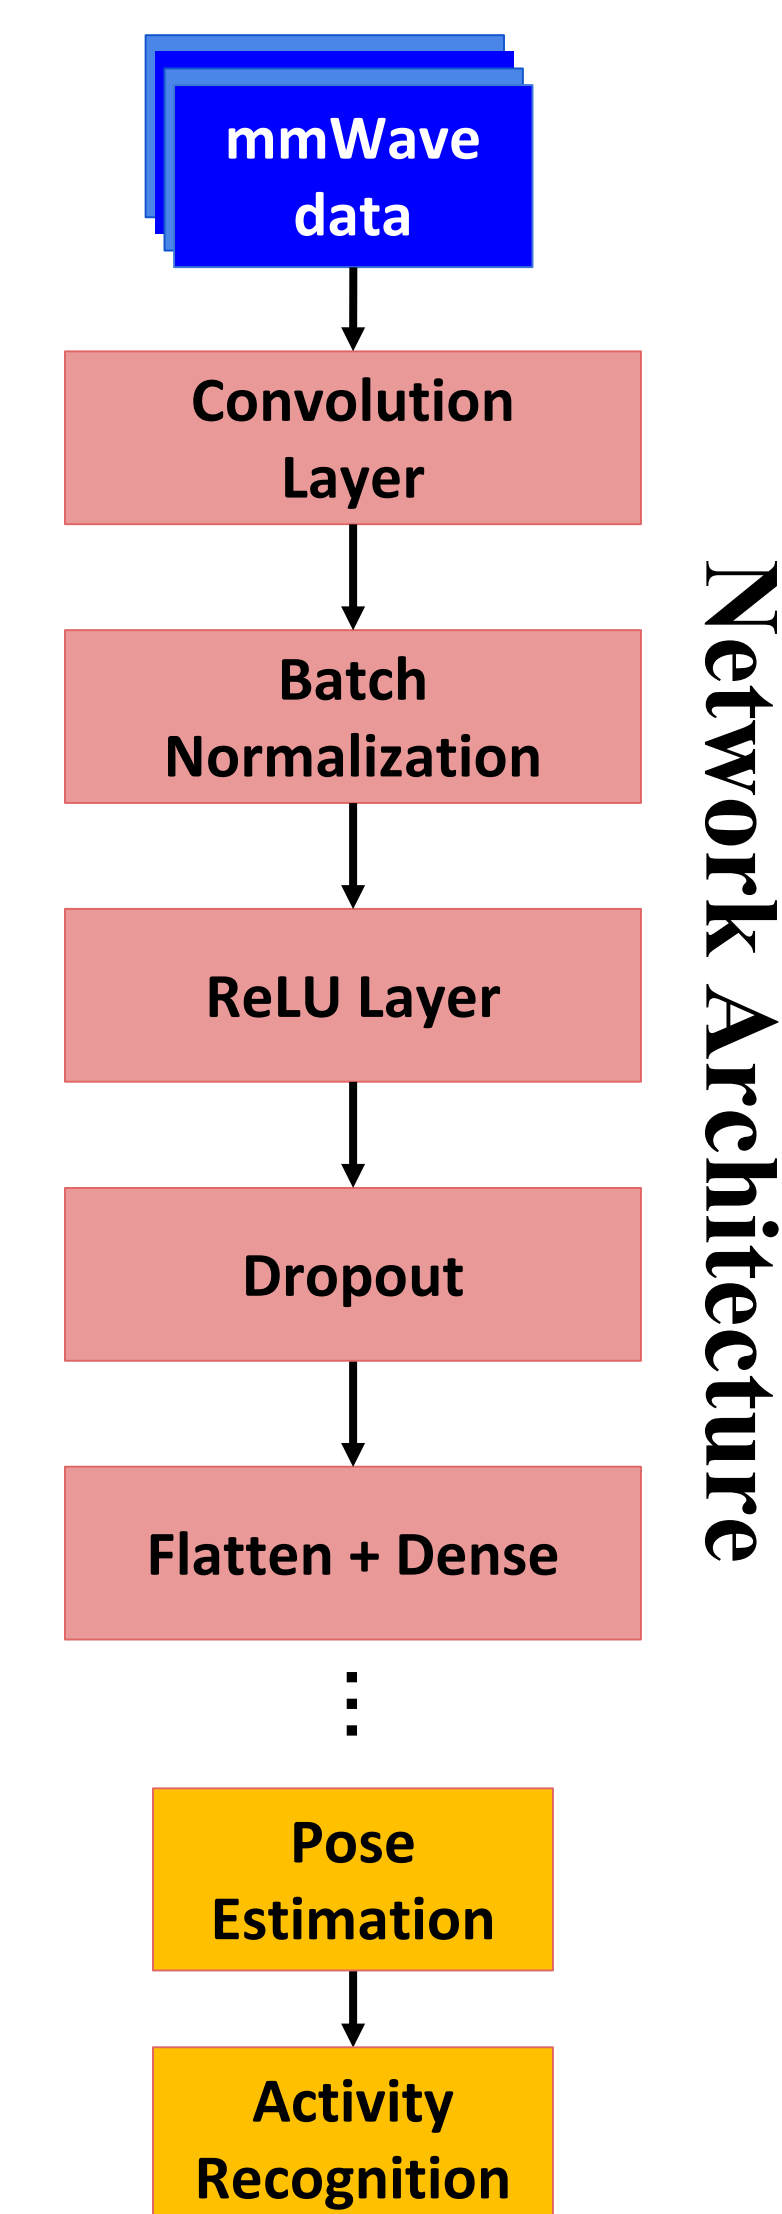 mmWave
data
Convolution
Layer
Batch
Normalization
ReLU Layer
Dropout
Flatten + Dense
...
Pose
Estimation
Activity
Recognition
Network Architecture